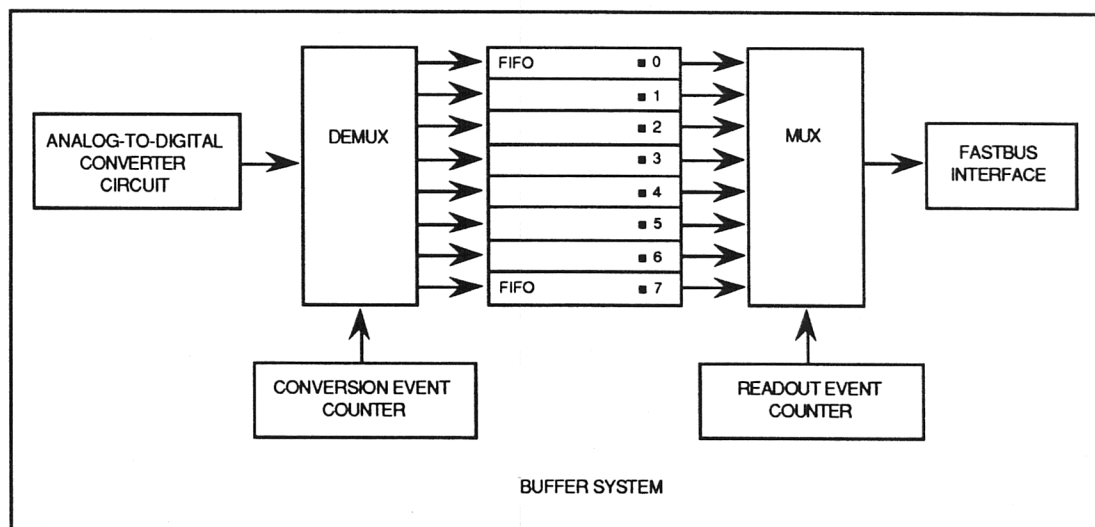 FIFO ■ 0
■ 1
DEMUX
■ 2
MUX
ANALOG-TO-DIGITAL
CONVERTER
CIRCUIT
■ 3
FASTBUS
INTERFACE
■ 4
■ 5
■ 6
FIFO ■ 7
CONVERSION EVENT
COUNTER
READOUT EVENT
COUNTER
BUFFER SYSTEM